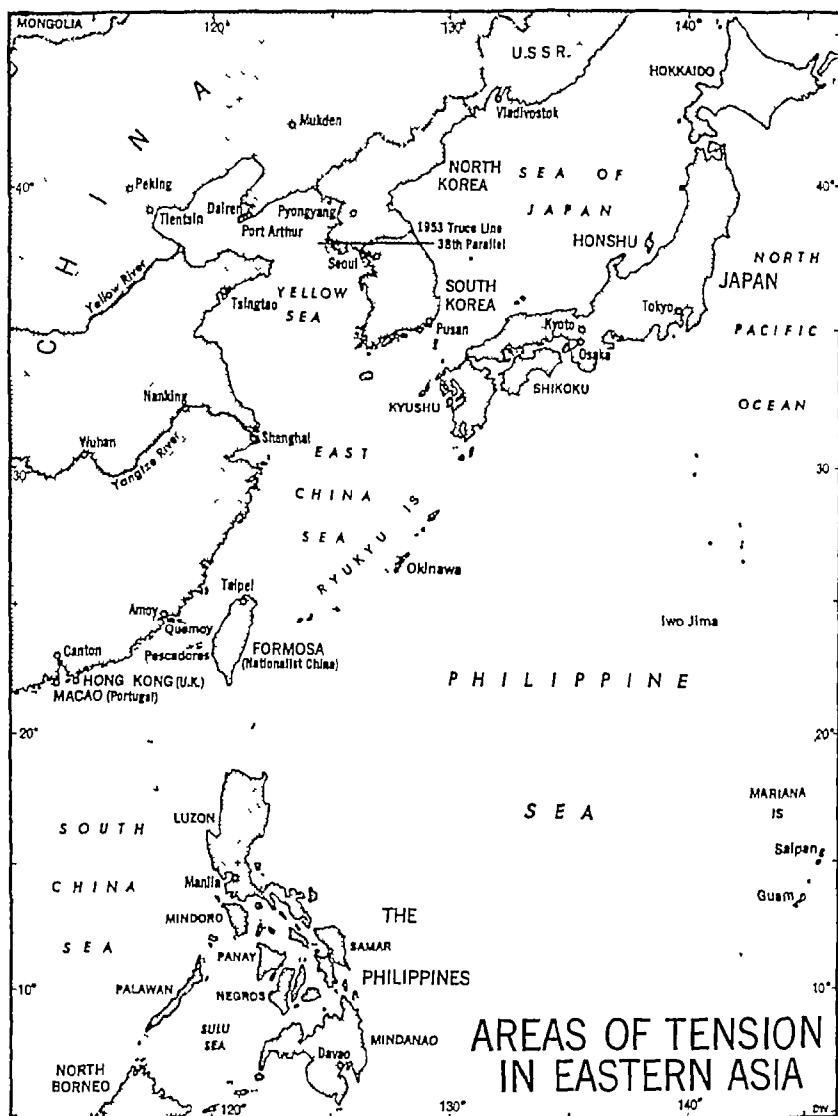 MONGOLIA
120°
130°
140°
U.S.S.R.
HOKKAIDO
Vladivostok
CHINA
Mukden
NORTH
KOREA
SEA OF
JAPAN
40°
40°
Peking
Tientsin
Dairen
Port Arthur
Pyongyang
1953 Truce Line
38th Parallel
HONSHU
NORTH
PACIFIC
OCEAN
JAPAN
Seoul
SOUTH
KOREA
YELLOW
SEA
Yellow River
Tsingtao
Tokyo
Kyoto
Osaka
Pusan
SHIKOKU
KYUSHU
Nanking
Wuhan
Yangtze River
Shanghai
30
30
EAST
CHINA
SEA
RYUKYU IS
Okinawa
Taipei
Amoy
Quemoy
Pescadores
FORMOSA
(Nationalist China)
Iwo Jima
Canton
HONG KONG (U.K.)
MACAO (Portugal)
PHILIPPINE
SEA
20°
20°
MARIANA
IS
Saipan
Guam
SOUTH
CHINA
SEA
LUZON
Manila
MINDORO
THE
PHILIPPINES
PANAY
SAMAR
PALAWAN
NEGROS
10°
10°
SULU
SEA
MINDANAO
Davao
NORTH
BORNEO
AREAS OF TENSION
IN EASTERN ASIA
120°
130°
140°